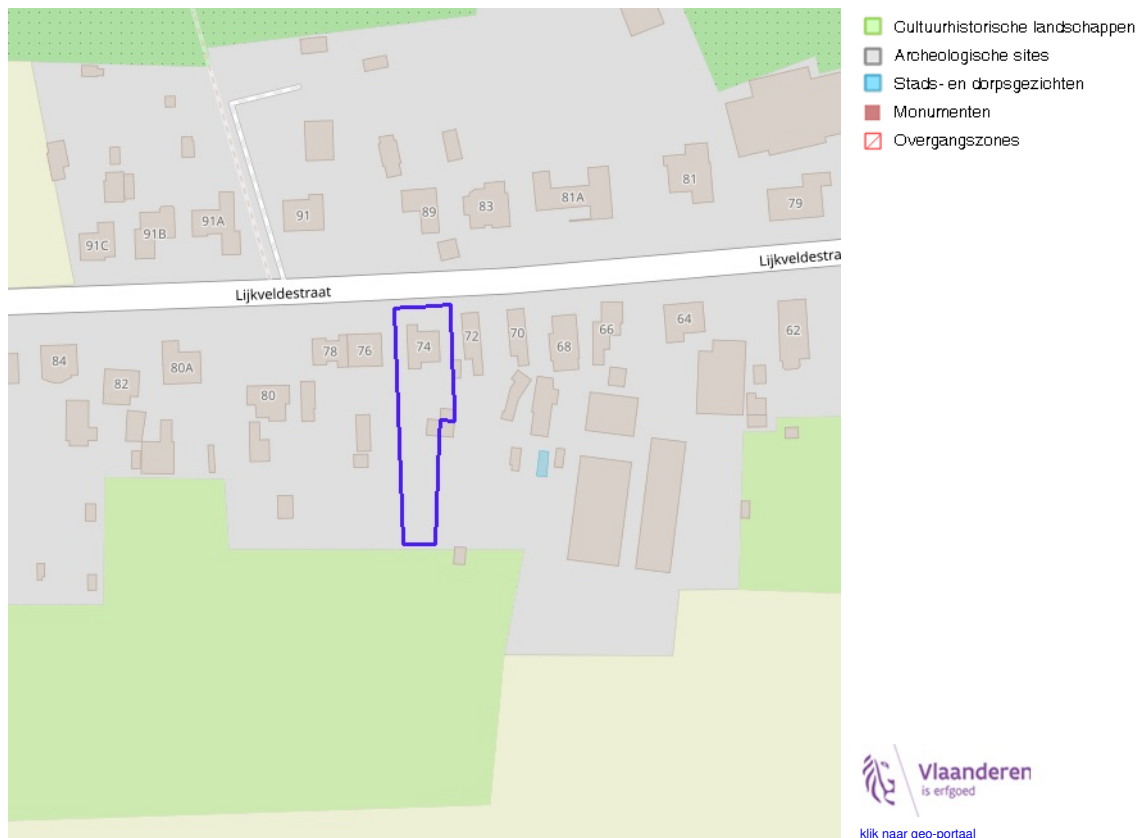 Cultuurhistorische landschappen
Archeologische sites
Stads- en dorpsgezichten
Monumenten
Overgangszones
91C
91B
91A
91
89
83
81A
81
79
Lijkveldestraat
Lijkveldestra
84
82
80A
80
78
76
74
72
70
68
66
64
62
Vlaanderen
is erfgoed
klik naar geo-portaal